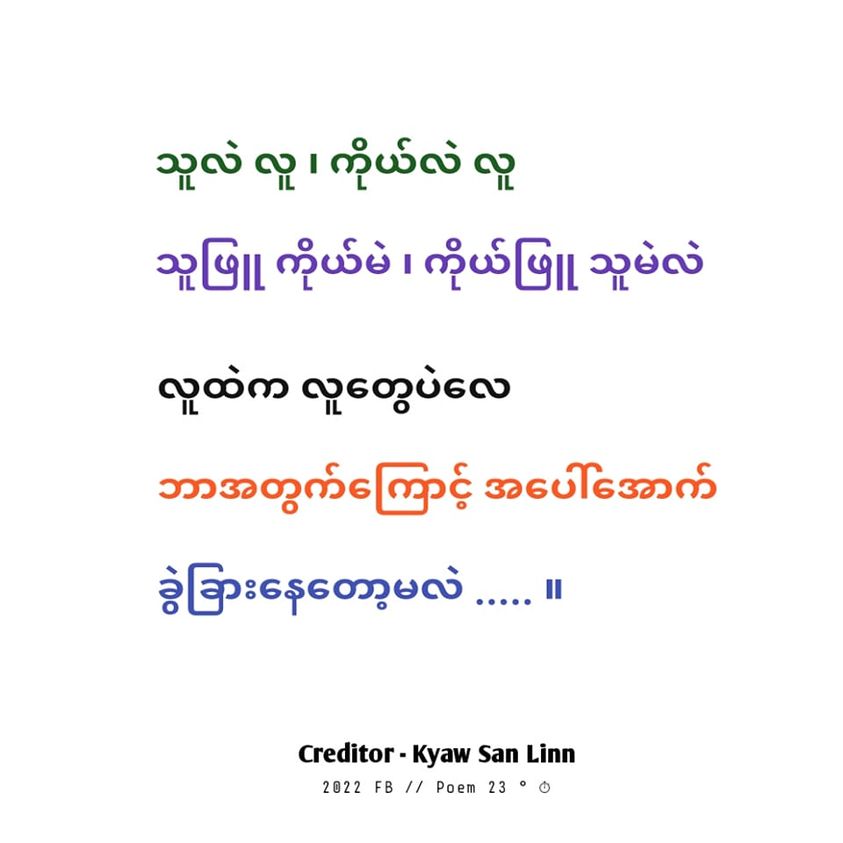 သူလဲ လူ ၊ ကိုယ်လဲ လူ
သူဖြူ ကိုယ်မဲ ၊ ကိုယ်ဖြူ သူမဲလဲ
လူထဲက လူတွေပဲလေ
ဘာအတွက်ကြောင့် အပေါ်အောက်
ခွဲခြားနေတော့မလဲ ..... ။
Creditor - Kyaw San Linn
2022 FB // Poem 23 ° ⏱